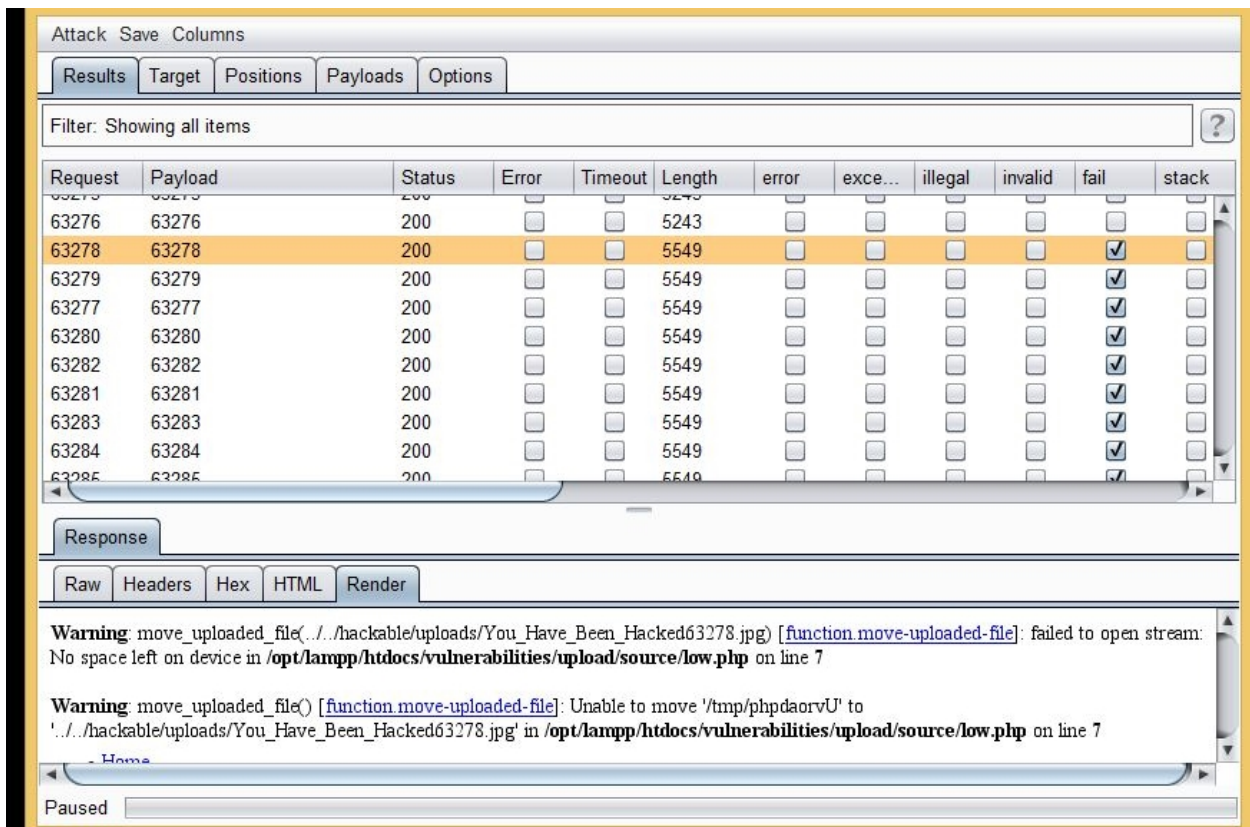 Attack Save Columns
Results Target Positions Payloads Options
Filter: Showing all items ?
Request Payload Status Error Timeout Length error exce... illegal invalid fail stack
63276 63276 200 5243
63278 63278 200 5549
63279 63279 200 5549
63277 63277 200 5549
63280 63280 200 5549
63282 63282 200 5549
63281 63281 200 5549
63283 63283 200 5549
63284 63284 200 5549
Response
Raw Headers Hex HTML Render
Warning: move_uploaded_file(../../hackable/uploads/You_Have_Been_Hacked63278.jpg) [function.move-uploaded-file]: failed to open stream:
No space left on device in /opt/lampp/htdocs/vulnerabilities/upload/source/low.php on line 7
Warning: move_uploaded_file() [function.move-uploaded-file]: Unable to move '/tmp/phpdaorvU' to
'../../hackable/uploads/You_Have_Been_Hacked63278.jpg' in /opt/lampp/htdocs/vulnerabilities/upload/source/low.php on line 7
- Home
Paused